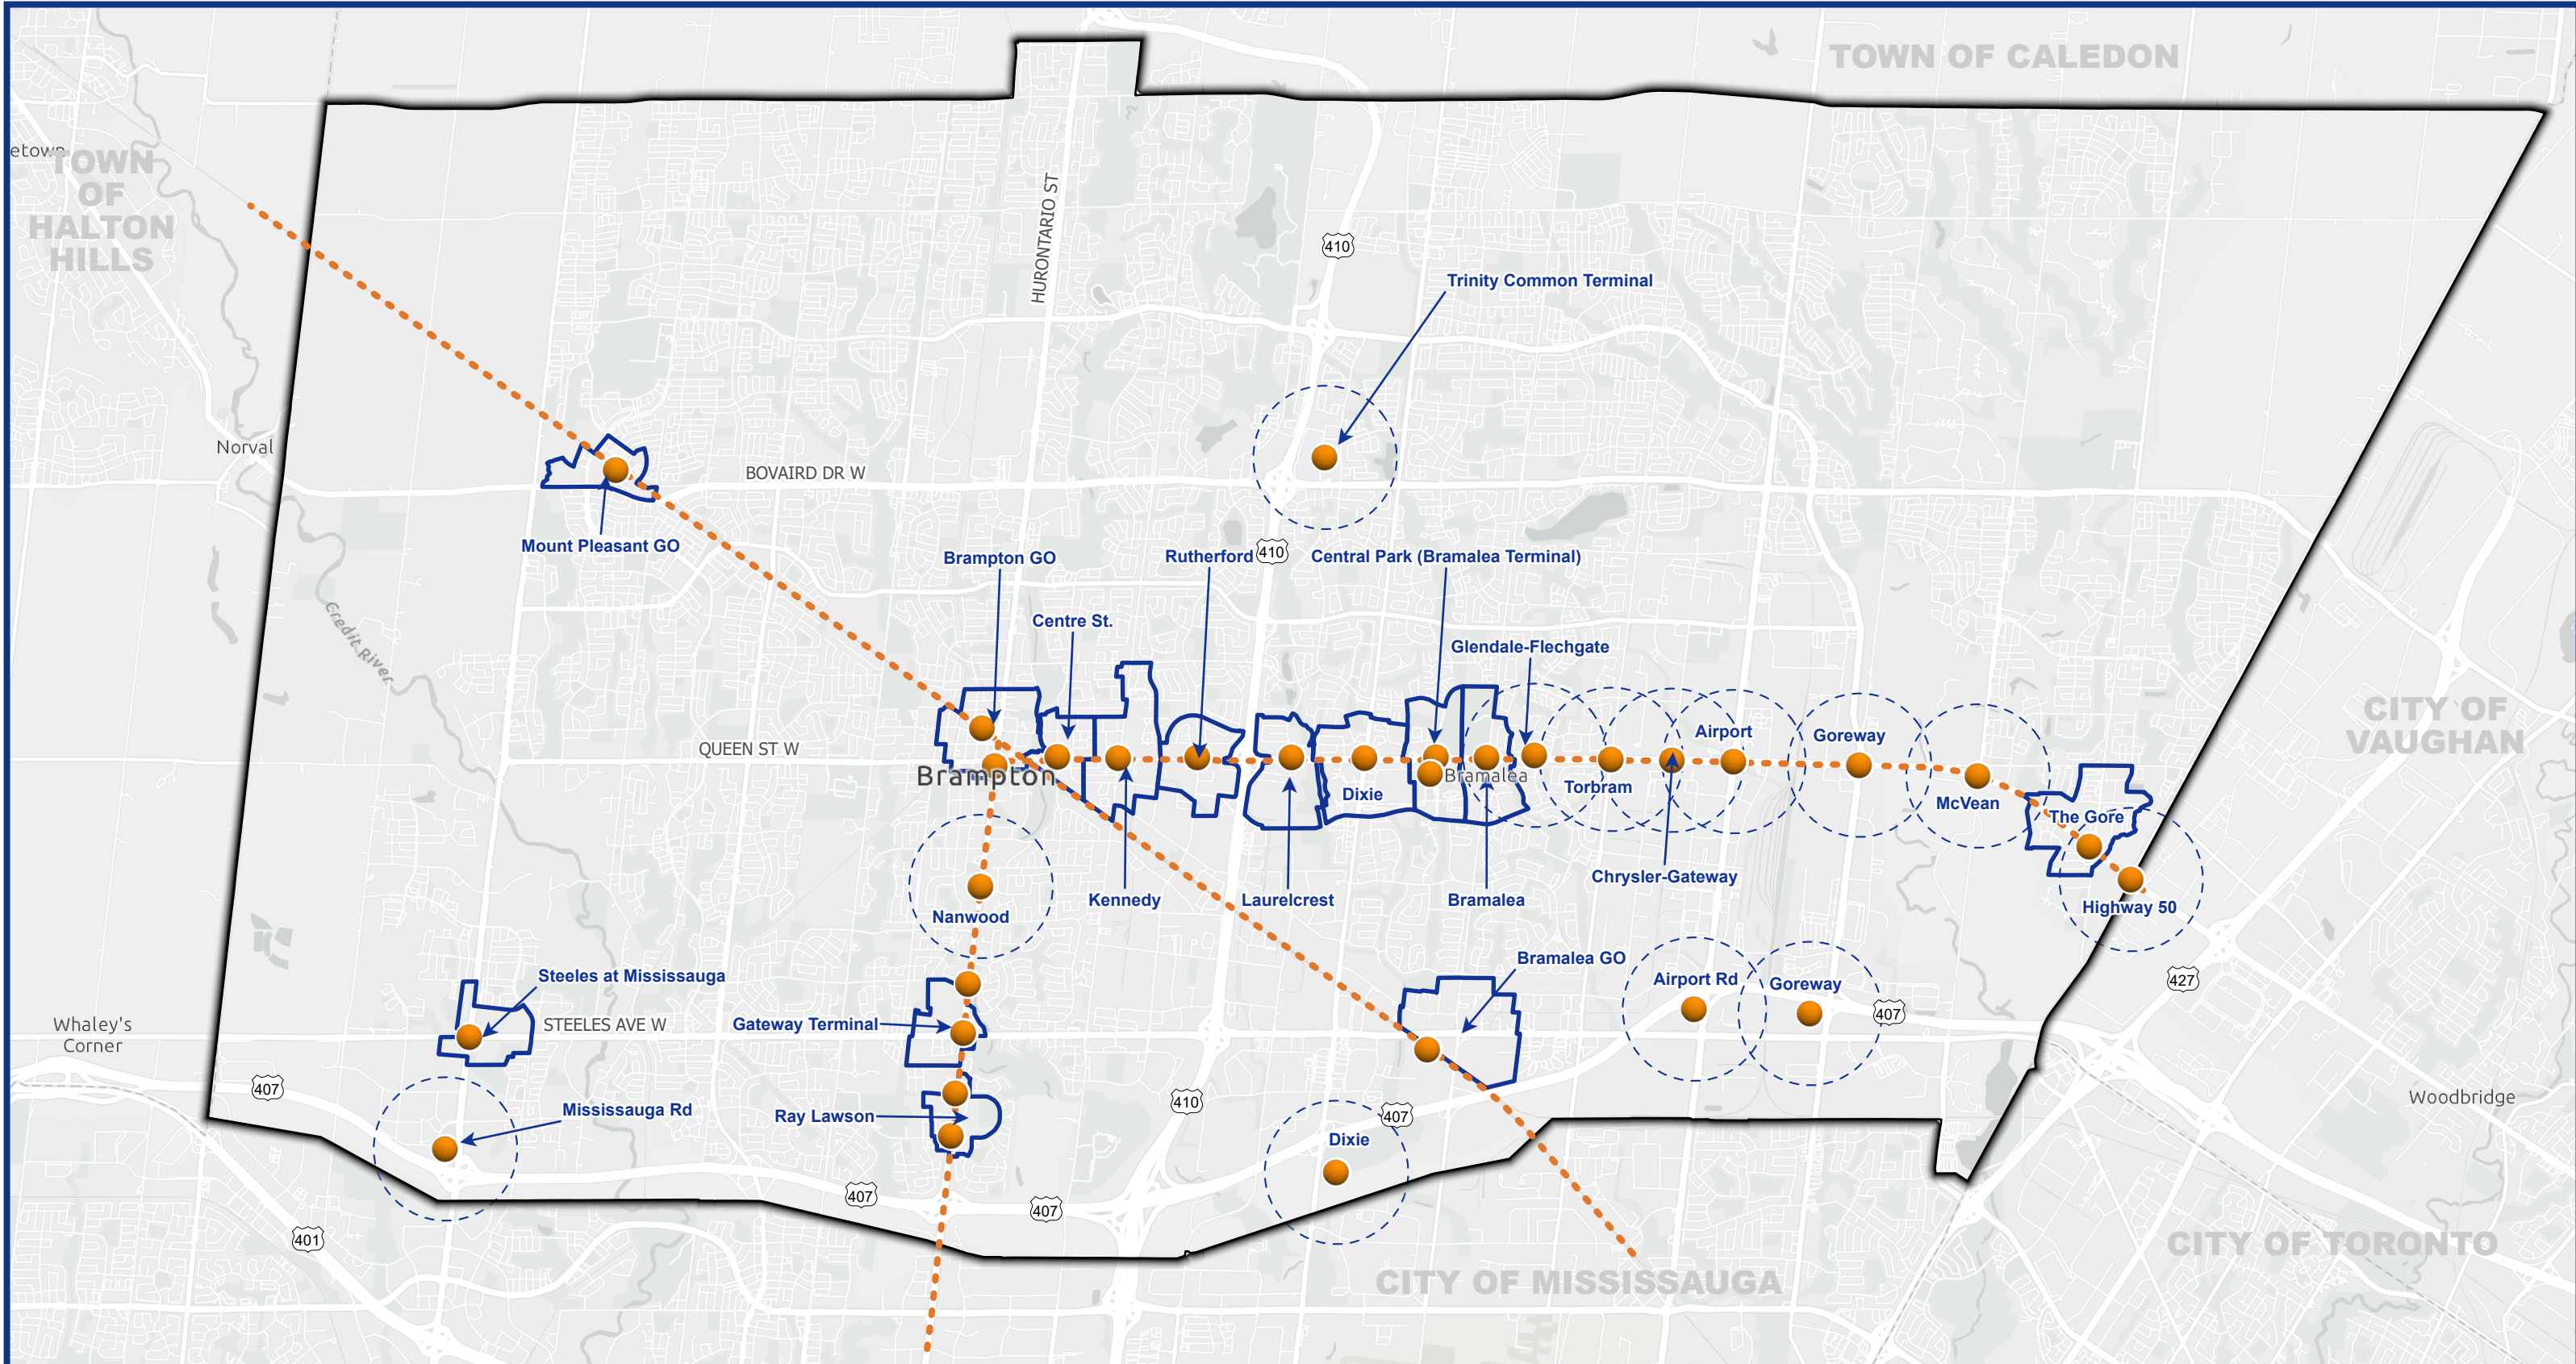 TOWN OF CALEDON
etown
TOWN
OF
HALTON
HILLS
HURONTARIO ST
410
Trinity Common Terminal
Norval
BOVAIRD DR W
Mount Pleasant GO
Brampton GO
Rutherford
410
Central Park (Bramalea Terminal)
Centre St.
Glendale-Flechgate
Credit River
CITY OF
VAUGHAN
QUEEN ST W
Airport
Goreway
Brampton
Bramalea
Dixie
Torbram
McVean
The Gore
Chrysler-Gateway
Kennedy
Laurelcrest
Bramalea
Highway 50
Nanwood
Bramalea GO
Steeles at Mississauga
Airport Rd
Goreway
427
407
Whaley's
Corner
STEELES AVE W
Gateway Terminal
407
Mississauga Rd
Ray Lawson
410
407
Dixie
Woodbridge
407
407
401
CITY OF TORONTO
CITY OF MISSISSAUGA